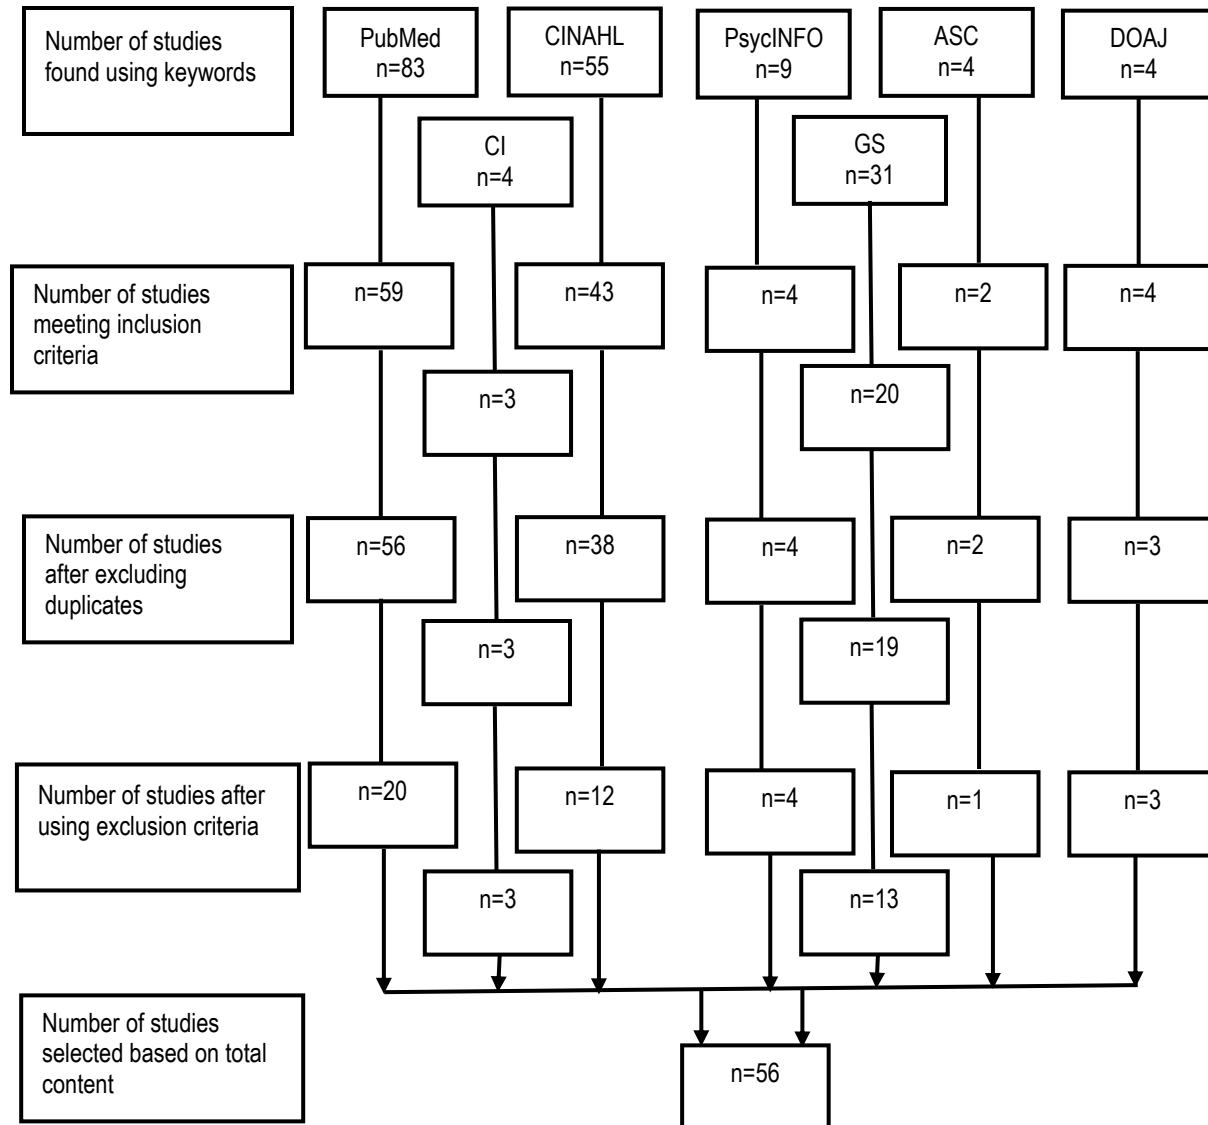 Number of studies
found using keywords
PubMed
n=83
CINAHL
n=55
PsycINFO
n=9
ASC
n=4
DOAJ
n=4
CI
n=4
GS
n=31
Number of studies
meeting inclusion
criteria
n=59
n=43
n=4
n=2
n=4
n=3
n=20
Number of studies
after excluding
duplicates
n=56
n=38
n=4
n=2
n=3
n=3
n=19
Number of studies after
using exclusion criteria
n=20
n=12
n=4
n=1
n=3
n=3
n=13
Number of studies
selected based on total
content
n=56